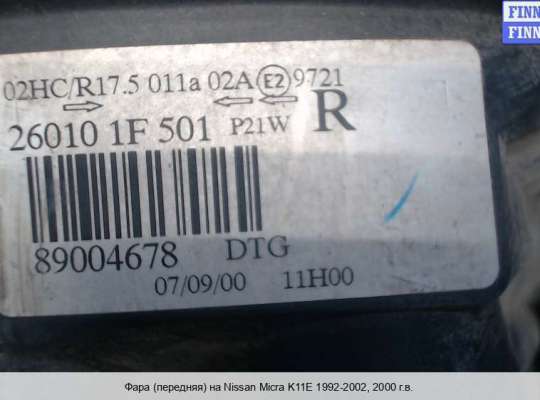 FINN
FINN
02HC/R17.5 011a 02A E2 9721
26010 1F 501 P21W R
89004678 DTG
07/09/00 11H00
Фара (передняя) на Nissan Micra K11E 1992-2002, 2000 г.в.